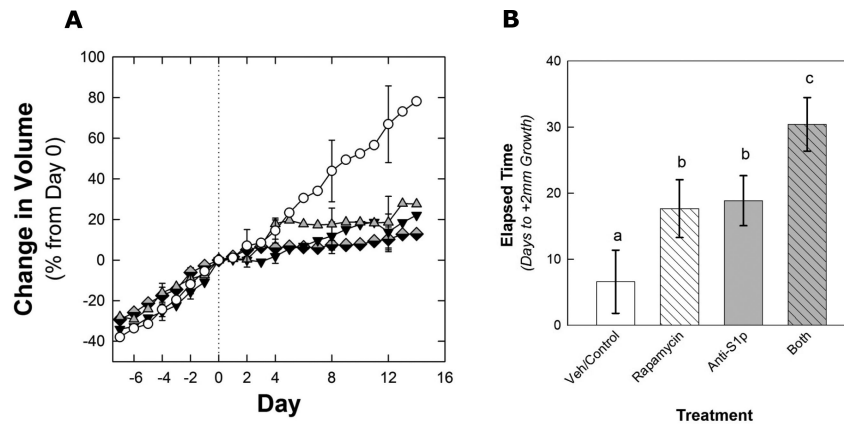 A
100
80
60
40
20
0
-20
-40
Change in Volume
(% from Day 0)
-6 -4 -2 0 2 4 8 12 16
Day
B
40
30
20
10
0
Elapsed Time
(Days to +2mm Growth)
a
b
b
c
Veh/Control
Rapamycin
Anti-S1p
Both
Treatment